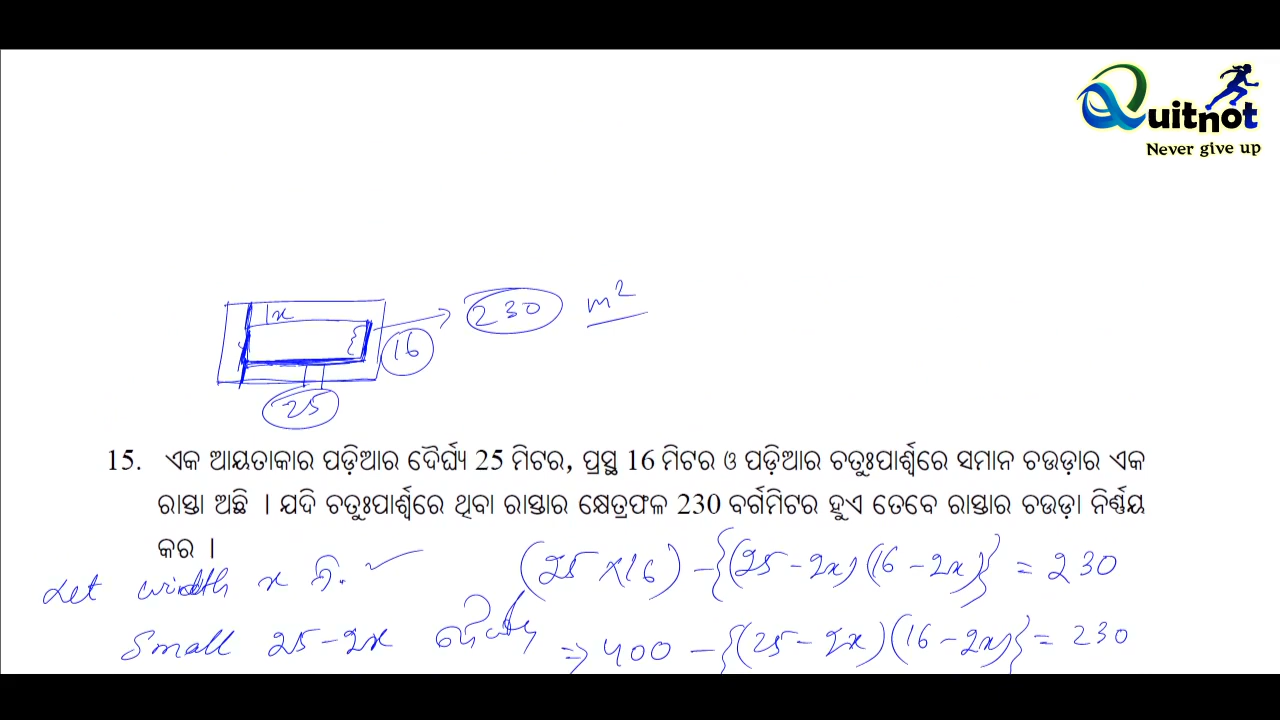 Quitnot
Never give up
x
230 m²
16
25
15. ଏକ ଆୟତାକାର ପଡ଼ିଆର ଦୈର୍ଘ୍ୟ 25 ମିଟର, ପ୍ରସ୍ଥ 16 ମିଟର ଓ ପଡ଼ିଆର ଚତୁଃପାର୍ଶ୍ୱରେ ସମାନ ଚଉଡ଼ାର ଏକ
ରାସ୍ତା ଅଛି । ଯଦି ଚତୁଃପାର୍ଶ୍ୱରେ ଥିବା ରାସ୍ତାର କ୍ଷେତ୍ରଫଳ 230 ବର୍ଗମିଟର ହୁଏ ତେବେ ରାସ୍ତାର ଚଉଡ଼ା ନିର୍ଣ୍ଣୟ
କର ।
(25 × 16) - {(25 - 2x) (16 - 2x)} = 230
Let width x ମି.
Small 25 - 2x
⇒ 400 - {(25 - 2x) (16 - 2x)} = 230